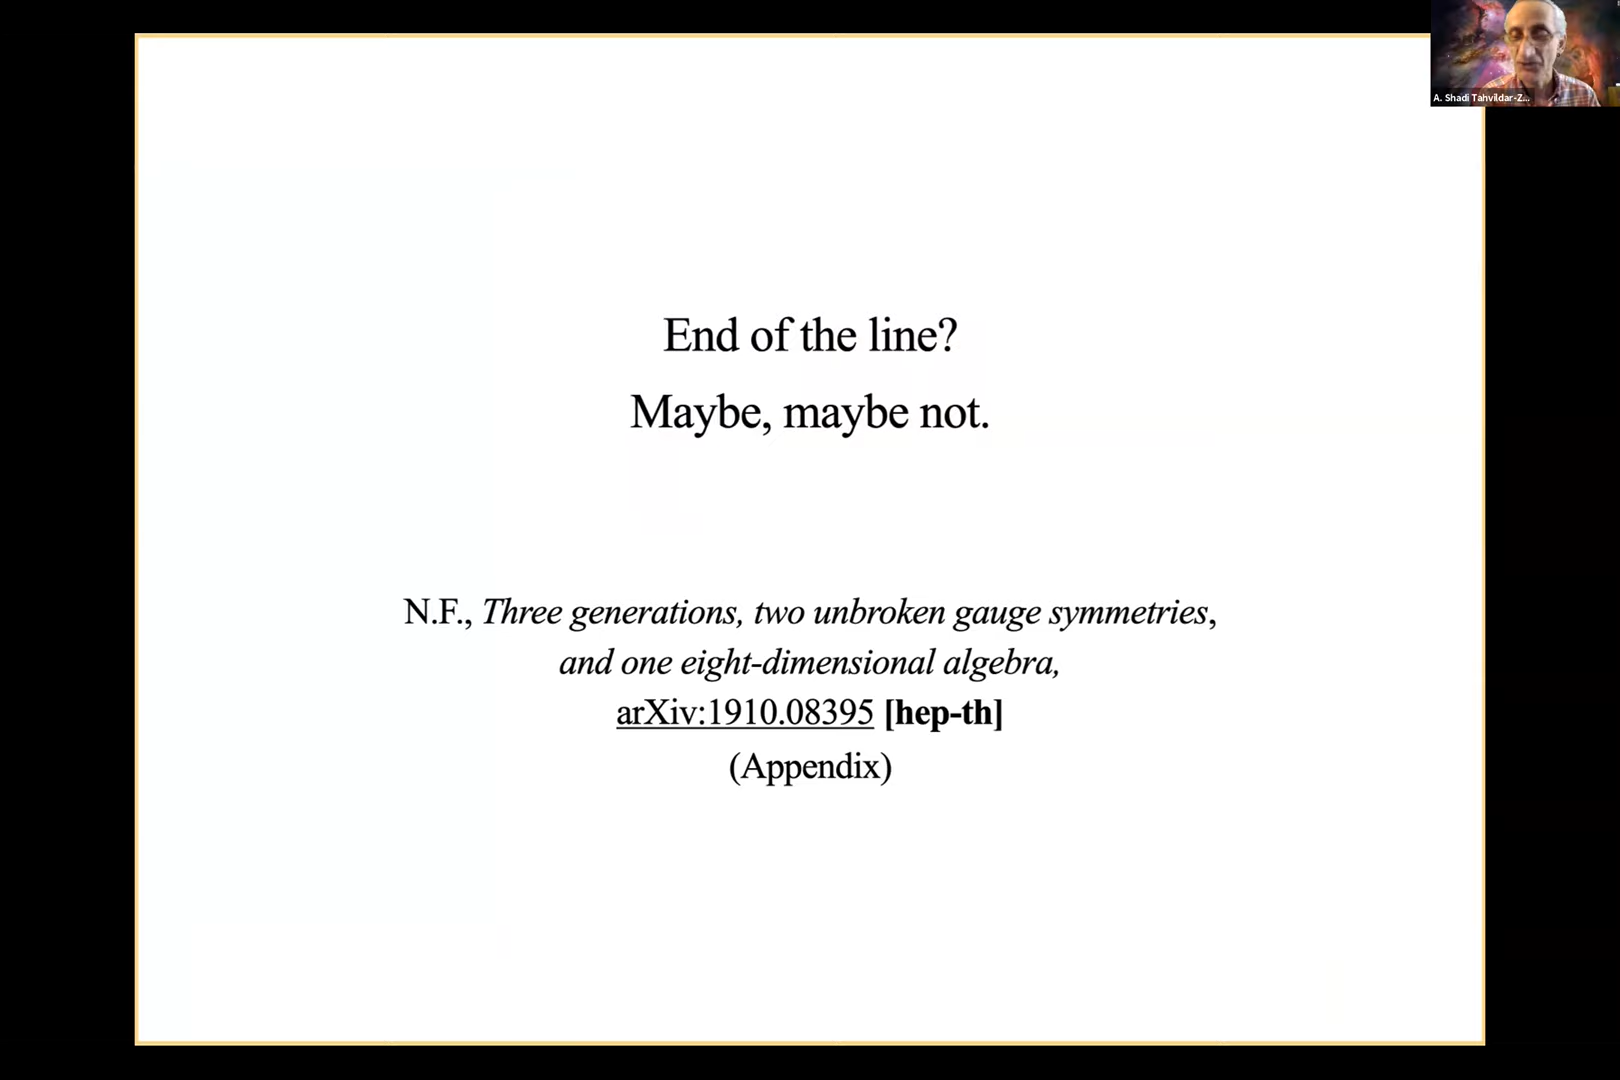 A. Shadi Tahvildar-Z...
End of the line?
Maybe, maybe not.
N.F., Three generations, two unbroken gauge symmetries,
and one eight-dimensional algebra,
arXiv:1910.08395 [hep-th]
(Appendix)